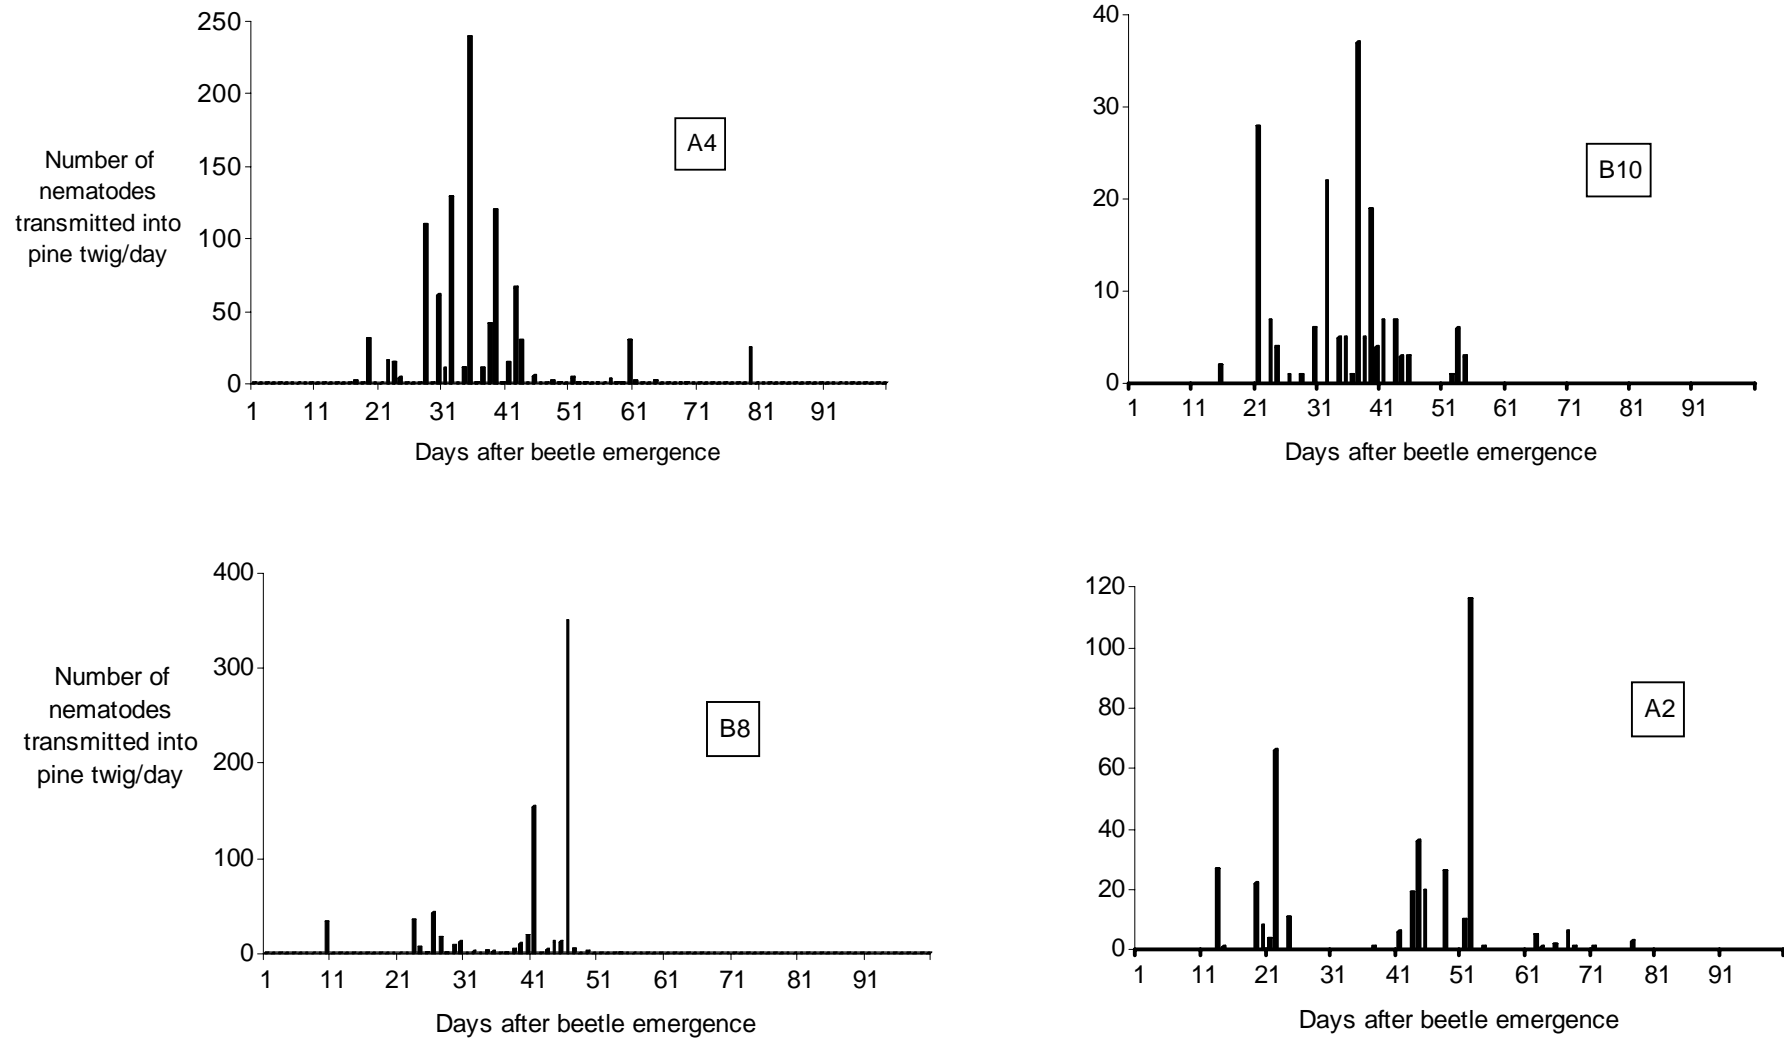 250
200
150
100
50
0
Number of
nematodes
transmitted into
pine twig/day
A4
1 11 21 31 41 51 61 71 81 91
Days after beetle emergence
40
30
20
10
0
B10
1 11 21 31 41 51 61 71 81 91
Days after beetle emergence
400
300
200
100
0
Number of
nematodes
transmitted into
pine twig/day
B8
1 11 21 31 41 51 61 71 81 91
Days after beetle emergence
120
100
80
60
40
20
0
A2
1 11 21 31 41 51 61 71 81 91
Days after beetle emergence